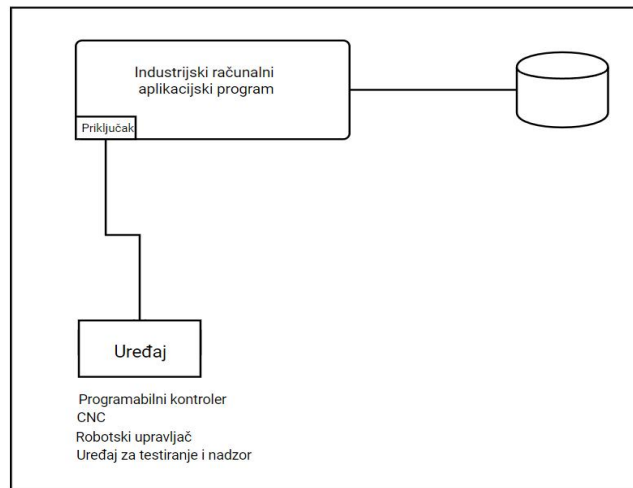 Industrijski računalni
aplikacijski program
Priključak
Uređaj
Programabilni kontroler
CNC
Robotski upravljač
Uređaj za testiranje i nadzor